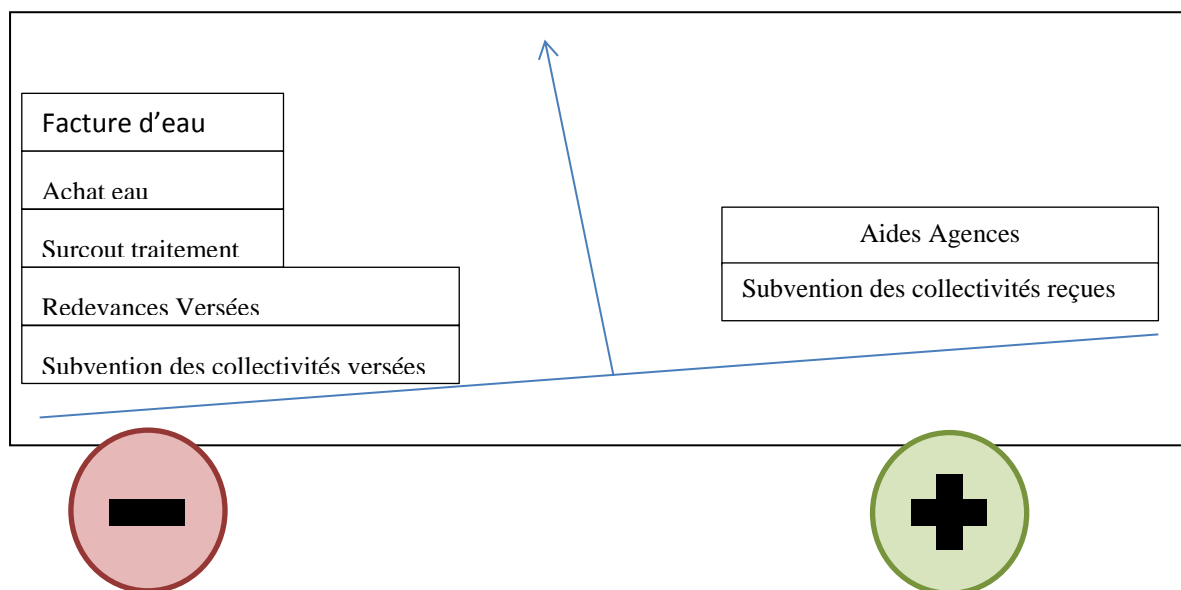 Facture d'eau
Achat eau
Surcout traitement
Redevances Versées
Subvention des collectivités versées
Aides Agences
Subvention des collectivités reçues